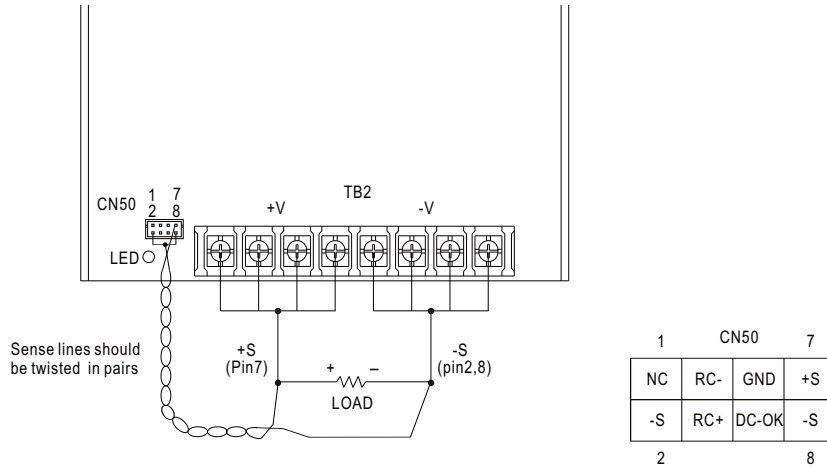 TB2
CN50
1 7
2 8
+V -V
LED
Sense lines should
be twisted in pairs
+S
(Pin7)
+ –
LOAD
-S
(pin2,8)
1 CN50 7
NC RC- GND +S
-S RC+ DC-OK -S
2 8